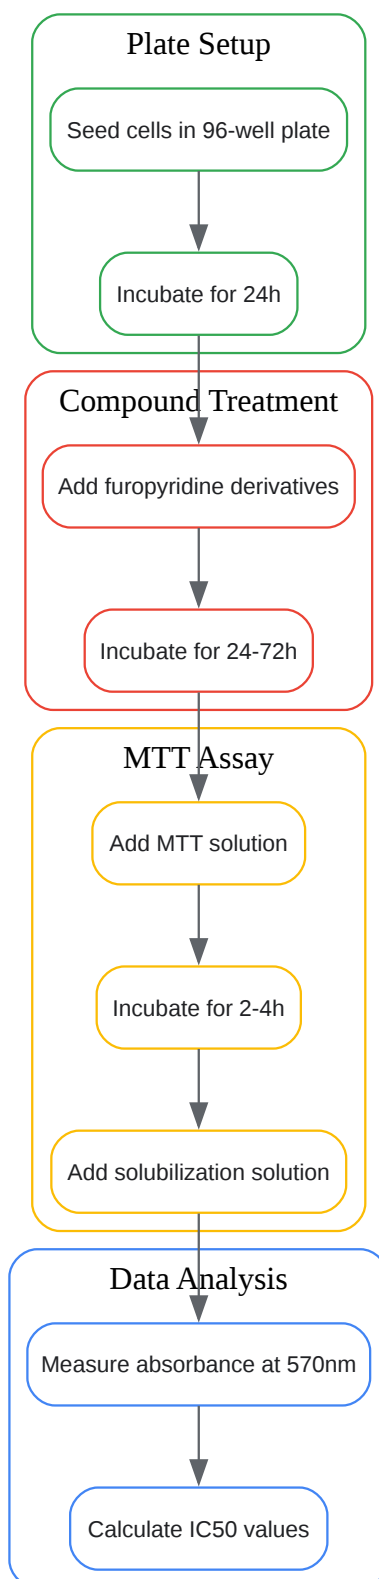 Plate Setup
Seed cells in 96-well plate
Incubate for 24h
Compound Treatment
Add furopyridine derivatives
Incubate for 24-72h
MTT Assay
Add MTT solution
Incubate for 2-4h
Add solubilization solution
Data Analysis
Measure absorbance at 570nm
Calculate IC50 values